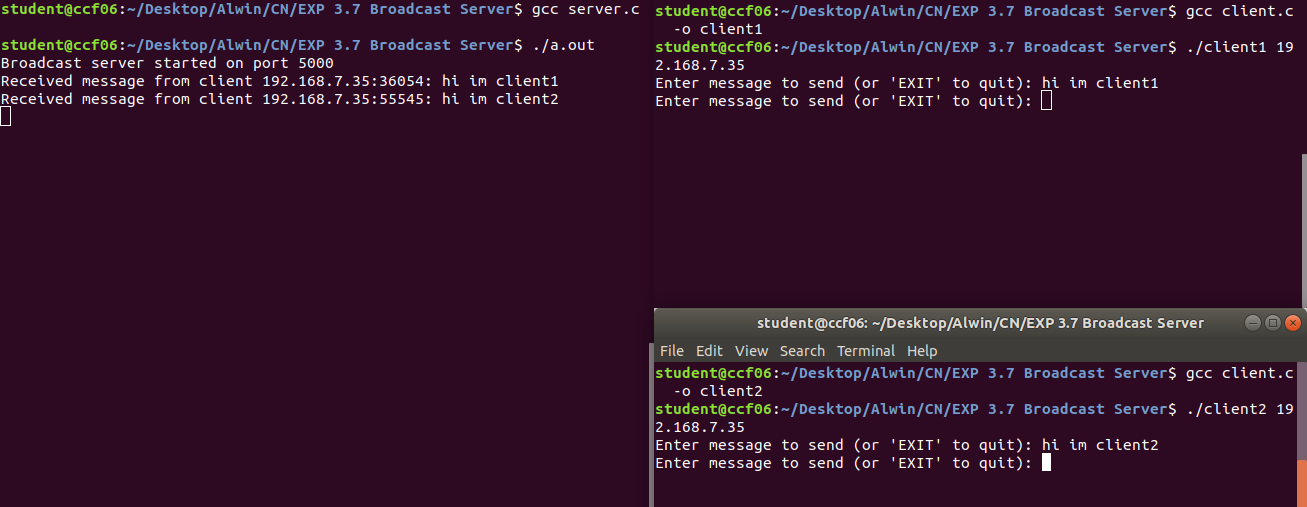 student@ccf06:~/Desktop/Alwin/CN/EXP 3.7 Broadcast Server$ gcc server.c
student@ccf06:~/Desktop/Alwin/CN/EXP 3.7 Broadcast Server$ ./a.out
Broadcast server started on port 5000
Received message from client 192.168.7.35:36054: hi im client1
Received message from client 192.168.7.35:55545: hi im client2
student@ccf06:~/Desktop/Alwin/CN/EXP 3.7 Broadcast Server$ gcc client.c
-o client1
student@ccf06:~/Desktop/Alwin/CN/EXP 3.7 Broadcast Server$ ./client1 19
2.168.7.35
Enter message to send (or 'EXIT' to quit): hi im client1
Enter message to send (or 'EXIT' to quit):
student@ccf06: ~/Desktop/Alwin/CN/EXP 3.7 Broadcast Server
File Edit View Search Terminal Help
student@ccf06:~/Desktop/Alwin/CN/EXP 3.7 Broadcast Server$ gcc client.c
-o client2
student@ccf06:~/Desktop/Alwin/CN/EXP 3.7 Broadcast Server$ ./client2 19
2.168.7.35
Enter message to send (or 'EXIT' to quit): hi im client2
Enter message to send (or 'EXIT' to quit):